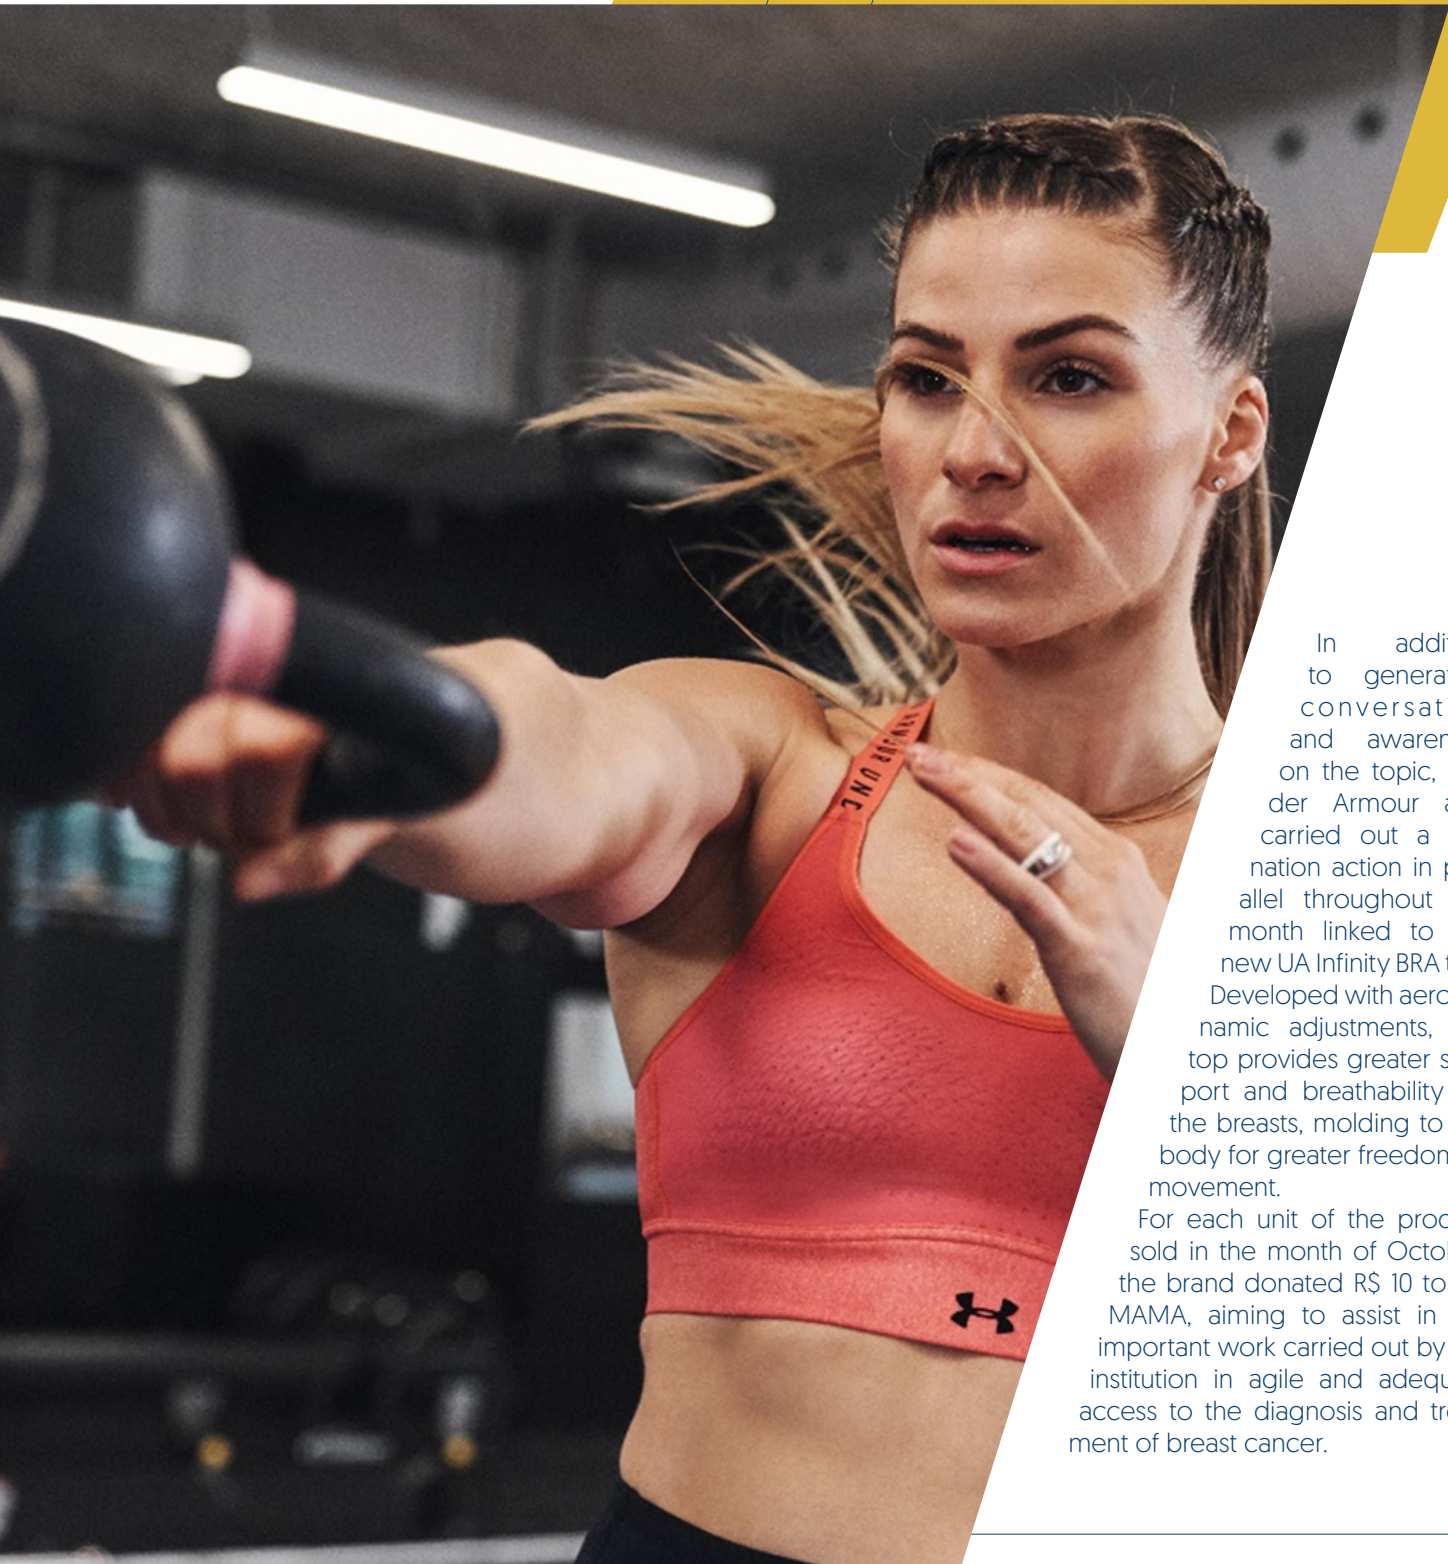 ARMOUR UND
In addi
to genera
conversat
and awaren
on the topic,
der Armour a
carried out a
nation action in p
allel throughout
month linked to
new UA Infinity BRA t
Developed with aero
namic adjustments,
top provides greater s
port and breathability
the breasts, molding to
body for greater freedom
movement.
For each unit of the prod
sold in the month of Octo
the brand donated R$ 10 to
MAMA, aiming to assist in
important work carried out by
institution in agile and adequ
access to the diagnosis and tre
ment of breast cancer.